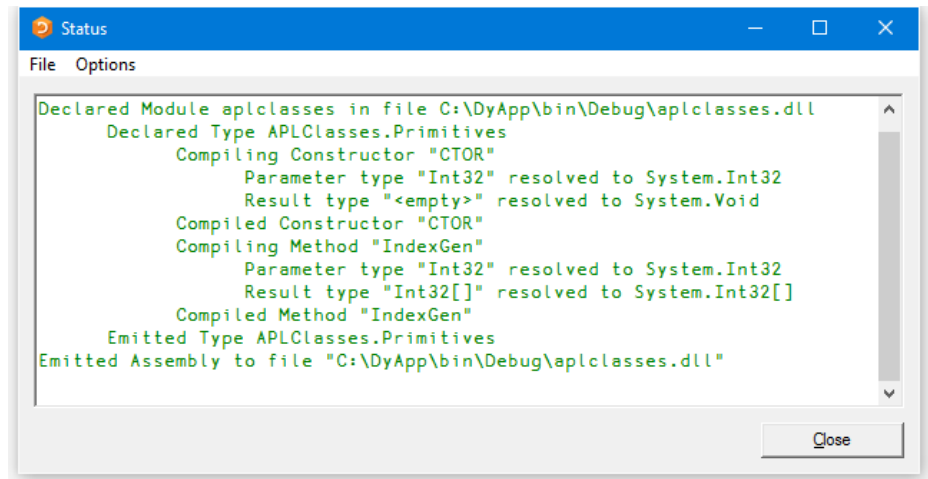 Status
File Options
Declared Module aplclasses in file C:\DyApp\bin\Debug\aplclasses.dll
Declared Type APLClasses.Primitives
Compiling Constructor "CTOR"
Parameter type "Int32" resolved to System.Int32
Result type "<empty>" resolved to System.Void
Compiled Constructor "CTOR"
Compiling Method "IndexGen"
Parameter type "Int32" resolved to System.Int32
Result type "Int32[]" resolved to System.Int32[]
Compiled Method "IndexGen"
Emitted Type APLClasses.Primitives
Emitted Assembly to file "C:\DyApp\bin\Debug\aplclasses.dll"
Close